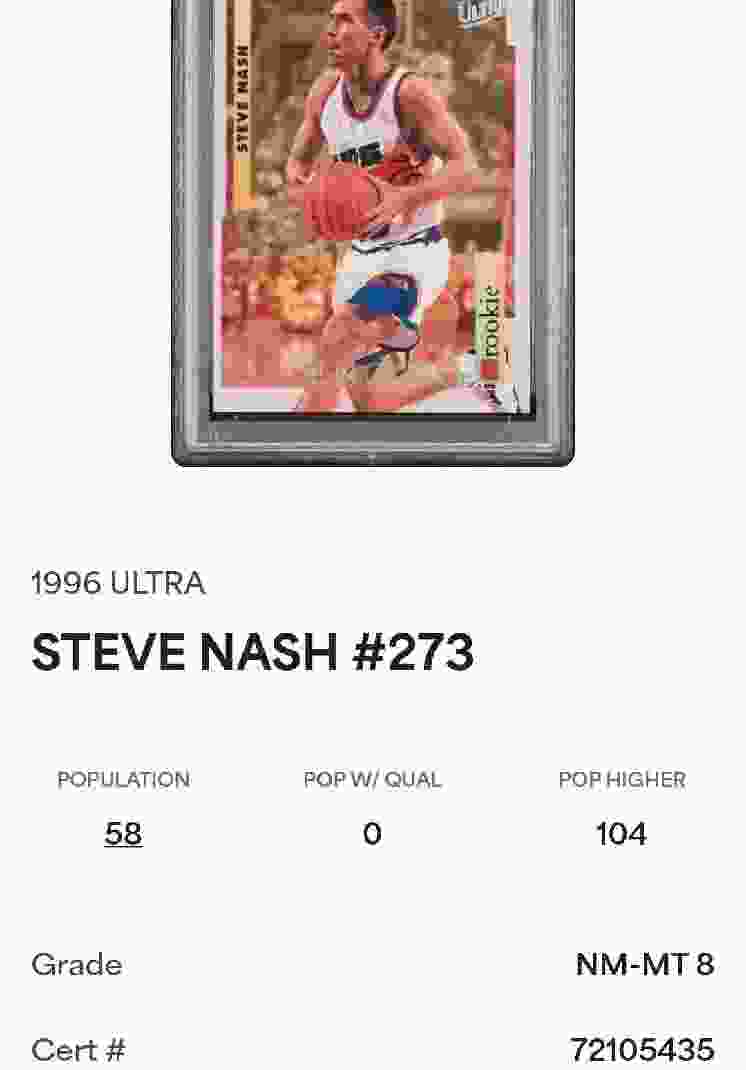 Ultra
STEVE NASH
rookie
1996 ULTRA
STEVE NASH #273
POPULATION POP W/ QUAL POP HIGHER
58 0 104
Grade NM-MT 8
Cert # 72105435